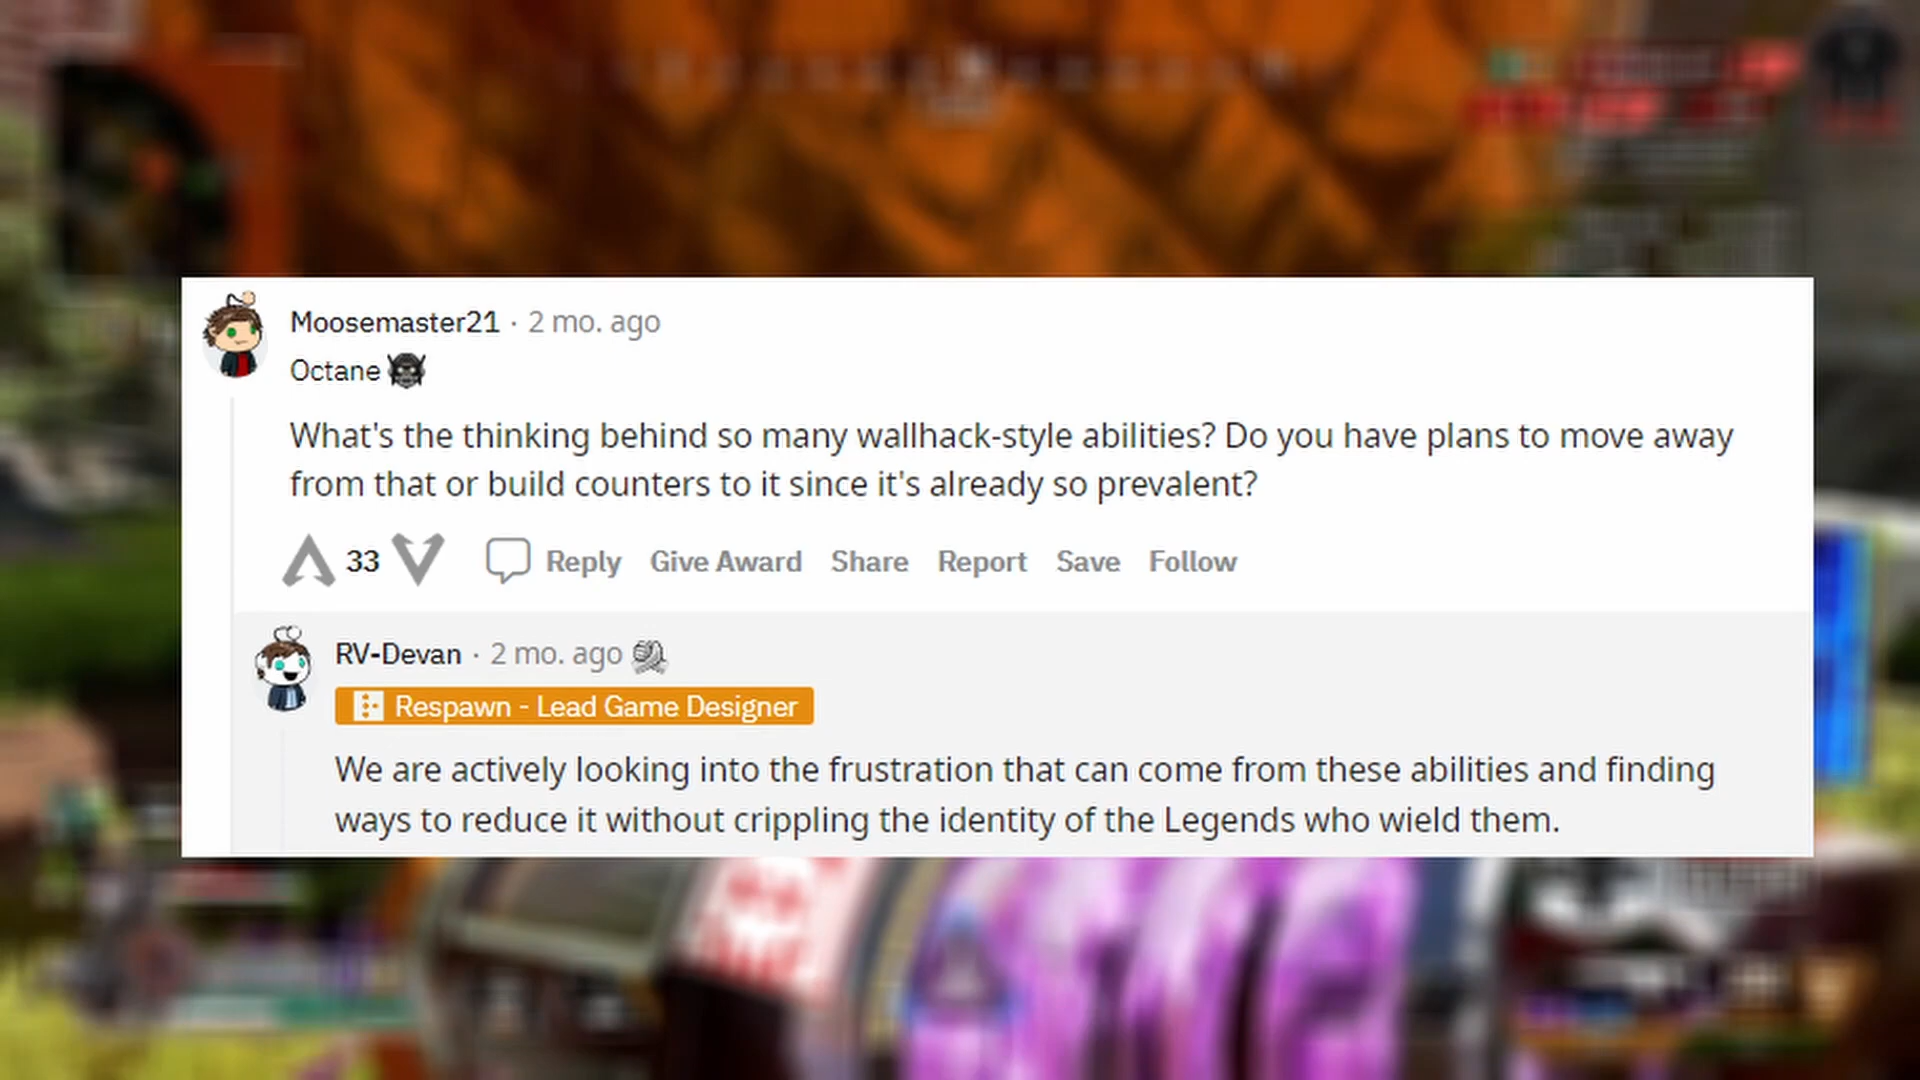 Moosemaster21 · 2 mo. ago
Octane
What's the thinking behind so many wallhack-style abilities? Do you have plans to move away
from that or build counters to it since it's already so prevalent?
33 Reply Give Award Share Report Save Follow
RV-Devan · 2 mo. ago
Respawn - Lead Game Designer
We are actively looking into the frustration that can come from these abilities and finding
ways to reduce it without crippling the identity of the Legends who wield them.